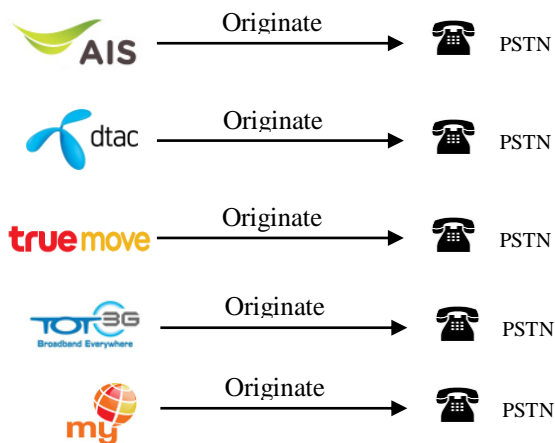 Originate
AIS
PSTN
Originate
dtac
PSTN
Originate
truemove
PSTN
Originate
TOT3G
Broadband Everywhere
PSTN
Originate
my
PSTN